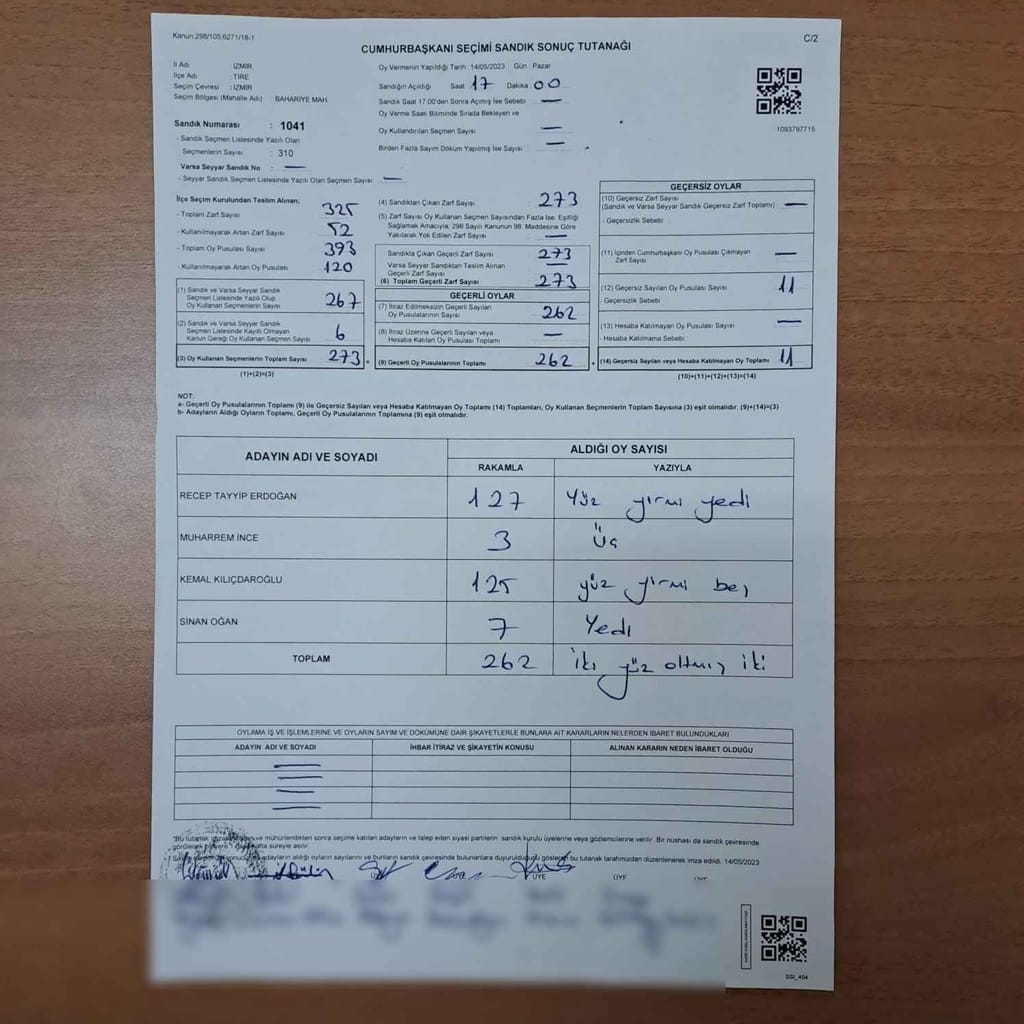 Kanun:298/105;6271/18-1
C/2
CUMHURBAŞKANI SEÇİMİ SANDIK SONUÇ TUTANAĞI
İl Adı : İZMİR
İlçe Adı : TİRE
Seçim Çevresi : İZMİR
Seçim Bölgesi (Mahalle Adı) BAHARİYE MAH
Sandık Numarası : 1041
- Sandık Seçmen Listesinde Yazılı Olan
Seçmenlerin Sayısı : 310
Varsa Seyyar Sandık No : —
- Seyyar Sandık Seçmen Listesinde Yazılı Olan Seçmen Sayısı : —
Oy Vermenin Yapıldığı Tarih :14/05/2023 Gün : Pazar
Sandığın Açıldığı Saat 17 Dakika 00
Sandık Saat 17.00'den Sonra Açımış İse Sebebi —
Oy Verme Saati Bitiminde Sırada Bekleyen ve
Oy Kullandırılan Seçmen Sayısı —
Birden Fazla Sayım Döküm Yapılmış İse Sayısı —
1093797715
İlçe Seçim Kurulundan Teslim Alınan;
- Toplam Zarf Sayısı 325
- Kullanılmayarak Artan Zarf Sayısı 52
- Toplam Oy Pusulası Sayısı 393
- Kullanılmayarak Artan Oy Pusulası 120
(1) Sandık ve Varsa Seyyar Sandık
Seçmen Listesinde Yazılı Olup
Oy Kullanan Seçmenlerin Sayısı 267
(2) Sandık ve Varsa Seyyar Sandık
Seçmen Listesinde Kayıtlı Olmayan
Kanun Gereği Oy Kullanan Seçmen Sayısı 6
(3) Oy Kullanan Seçmenlerin Toplam Sayısı 273 =
(1)+(2)=(3)
(4) Sandıktan Çıkan Zarf Sayısı 273
(5) Zarf Sayısı Oy Kullanan Seçmen Sayısından Fazla İse, Eşitliği
Sağlamak Amacıyla, 298 Sayılı Kanunun 98. Maddesine Göre
Yakılarak Yok Edilen Zarf Sayısı —
Sandıkla Çıkan Geçerli Zarf Sayısı 273
Varsa Seyyar Sandıktan Teslim Alınan
Geçerli Zarf Sayısı —
(6) Toplam Geçerli Zarf Sayısı 273
GEÇERLİ OYLAR
(7) İtiraz Edilmeksizin Geçerli Sayılan
Oy Pusulalarının Sayısı 262
(8) İtiraz Üzerine Geçerli Sayılan veya
Hesaba Katılan Oy Pusulaları Toplamı —
(9) Geçerli Oy Pusulalarının Toplamı 262 +
GEÇERSİZ OYLAR
(10) Geçersiz Zarf Sayısı
(Sandık ve Varsa Seyyar Sandık Geçersiz Zarf Toplamı) —
- Geçersizlik Sebebi
(11) İçinden Cumhurbaşkanı Oy Pusulası Çıkmayan
Zarf Sayısı —
(12) Geçersiz Sayılan Oy Pusulası Sayısı 11
- Geçersizlik Sebebi
(13) Hesaba Katılmayan Oy Pusulası Sayısı —
- Hesaba Katılmama Sebebi
(14) Geçersiz Sayılan veya Hesaba Katılmayan Oy Toplamı 11
(10)+(11)+(12)+(13)=(14)
NOT:
a- Geçerli Oy Pusulalarının Toplamı (9) ile Geçersiz Sayılan veya Hesaba Katılmayan Oy Toplamı (14) Toplamları, Oy Kullanan Seçmenlerin Toplam Sayısına (3) eşit olmalıdır. (9)+(14)=(3)
b- Adayların Aldığı Oyların Toplamı, Geçerli Oy Pusulalarının Toplamına (9) eşit olmalıdır.
ADAYIN ADI VE SOYADI
ALDIĞI OY SAYISI
RAKAMLA YAZIYLA
RECEP TAYYİP ERDOĞAN 127 Yüz yirmi yedi
MUHARREM İNCE 3 Üç
KEMAL KILIÇDAROĞLU 125 yüz yirmi beş
SİNAN OĞAN 7 Yedi
TOPLAM 262 İki yüz altmış iki
OYLAMA İŞ VE İŞLEMLERİNE VE OYLARIN SAYIM VE DÖKÜMÜNE DAİR ŞİKAYETLERLE BUNLARA AİT KARARLARIN NELERDEN İBARET BULUNDUKLARI
ADAYIN ADI VE SOYADI İHBAR İTİRAZ VE ŞİKAYETİN KONUSU ALINAN KARARIN NEDEN İBARET OLDUĞU
ve mühürlendikten sonra seçime katılan adayların ve talep eden siyasi partilerin sandık kurulu üyelerine veya gözlemcilerine verilir. Bir nüshası da sandık çevresinde
süreyle asılır
adayların aldığı oyların sayılarını ve bunların sandık çevresinde bulunanlara duyurulduğunu gösteren bu tutanak tarafımızdan düzenlenerek imza edildi. 14/05/2023
ÜYE ÜYE ÜYE
SGI_404